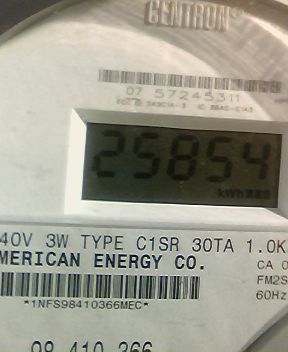 CENTRON®
07 57245311
25854
kWh
40V 3W TYPE C1SR 30TA 1.0K
MERICAN ENERGY CO.
CA 0
FM2S
*1NFS98410366MEC*
60Hz
98 410 366